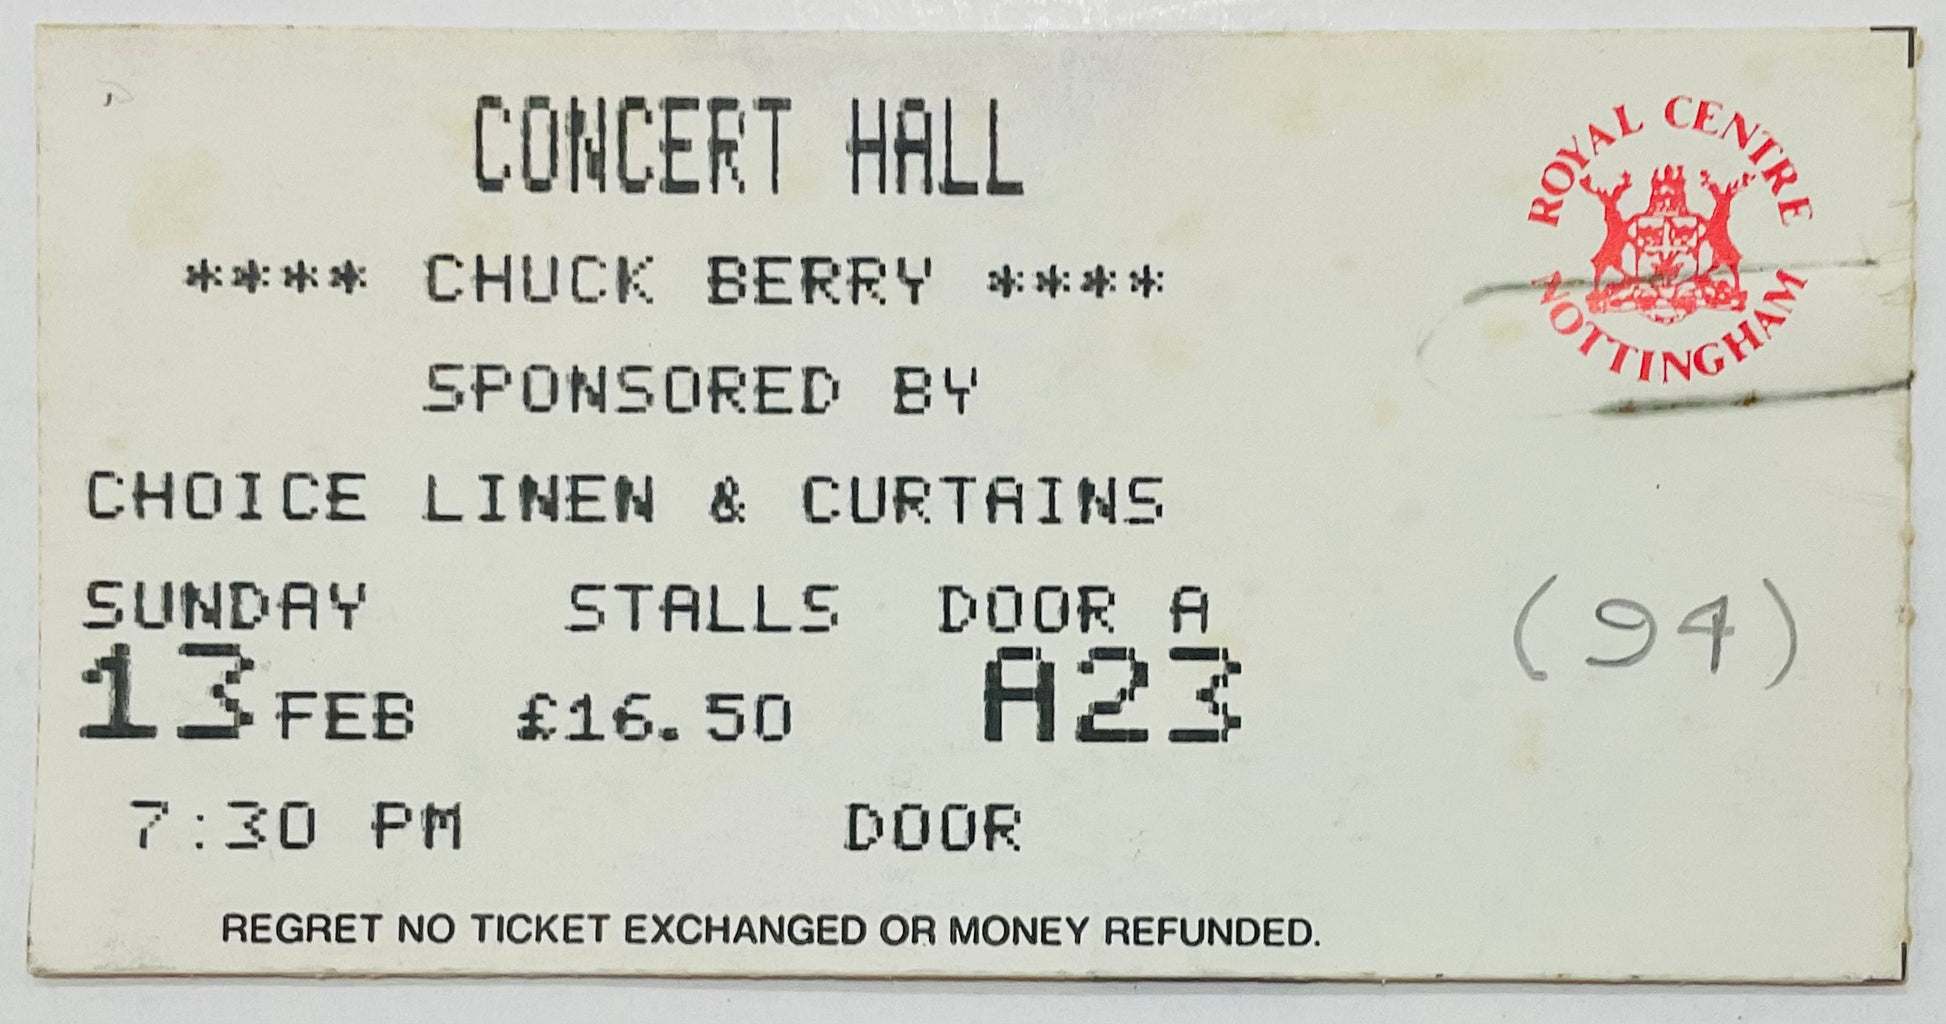 CONCERT HALL
**** CHUCK BERRY ****
SPONSORED BY
CHOICE LINEN & CURTAINS
SUNDAY STALLS DOOR A
13 FEB £16.50 A23
7:30 PM DOOR
REGRET NO TICKET EXCHANGED OR MONEY REFUNDED.
ROYAL CENTRE
NOTTINGHAM
(94)